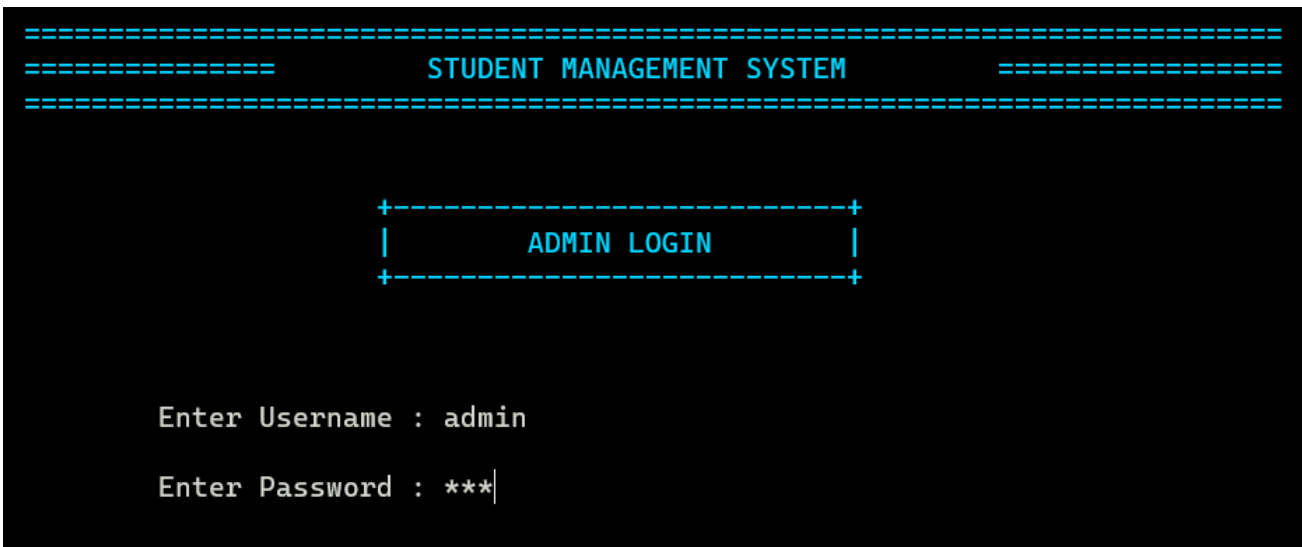 ===========================================================================
===============         STUDENT MANAGEMENT SYSTEM         =================
===========================================================================
+---------------------------+
|        ADMIN LOGIN        |
+---------------------------+
Enter Username : admin
Enter Password : ***